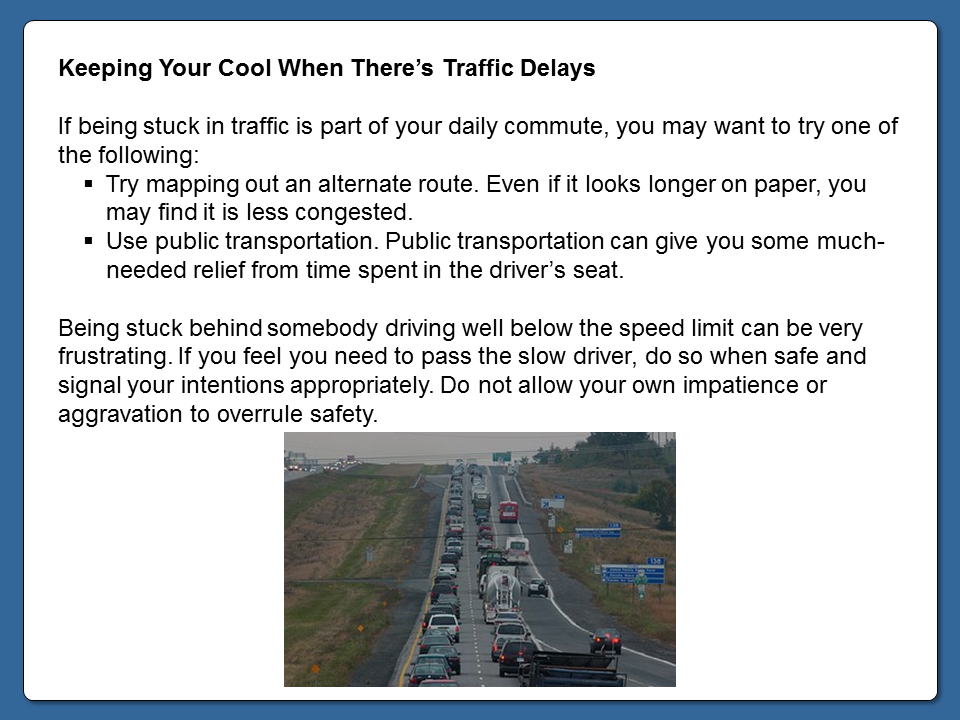 Keeping Your Cool When There’s Traffic Delays
If being stuck in traffic is part of your daily commute, you may want to try one of
the following:
▪ Try mapping out an alternate route. Even if it looks longer on paper, you
may find it is less congested.
▪ Use public transportation. Public transportation can give you some much-
needed relief from time spent in the driver’s seat.
Being stuck behind somebody driving well below the speed limit can be very
frustrating. If you feel you need to pass the slow driver, do so when safe and
signal your intentions appropriately. Do not allow your own impatience or
aggravation to overrule safety.
138